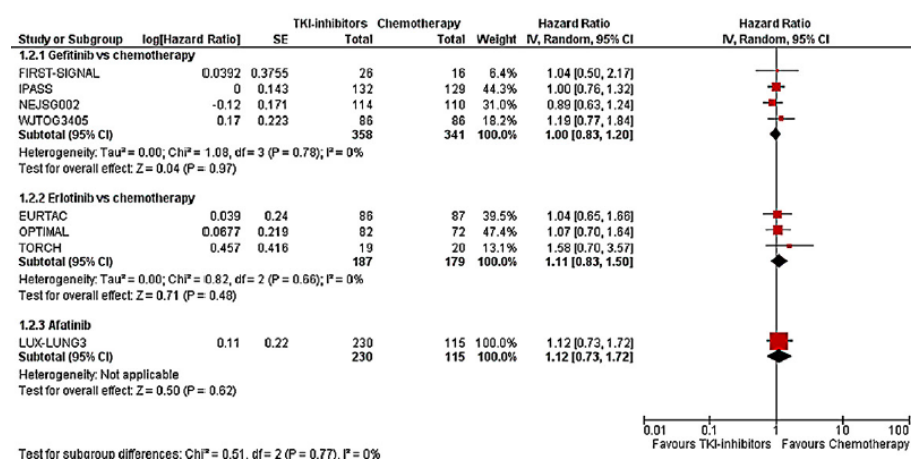 TKI-inhibitors Chemotherapy Hazard Ratio Hazard Ratio
Study or Subgroup log[Hazard Ratio] SE Total Total Weight IV, Random, 95% CI IV, Random, 95% CI
1.2.1 Gefitinib vs chemotherapy
FIRST-SIGNAL 0.0392 0.3755 26 16 6.4% 1.04 [0.50, 2.17]
IPASS 0 0.143 132 129 44.3% 1.00 [0.76, 1.32]
NEJSG002 -0.12 0.171 114 110 31.0% 0.89 [0.63, 1.24]
WJTOG3405 0.17 0.223 86 86 18.2% 1.19 [0.77, 1.84]
Subtotal (95% CI) 358 341 100.0% 1.00 [0.83, 1.20]
Heterogeneity: Tau² = 0.00; Chi² = 1.08, df = 3 (P = 0.78); I² = 0%
Test for overall effect: Z = 0.04 (P = 0.97)
1.2.2 Erlotinib vs chemotherapy
EURTAC 0.039 0.24 86 87 39.5% 1.04 [0.65, 1.66]
OPTIMAL 0.0677 0.219 82 72 47.4% 1.07 [0.70, 1.64]
TORCH 0.457 0.416 19 20 13.1% 1.58 [0.70, 3.57]
Subtotal (95% CI) 187 179 100.0% 1.11 [0.83, 1.50]
Heterogeneity: Tau² = 0.00; Chi² = 0.82, df = 2 (P = 0.66); I² = 0%
Test for overall effect: Z = 0.71 (P = 0.48)
1.2.3 Afatinib
LUX-LUNG3 0.11 0.22 230 115 100.0% 1.12 [0.73, 1.72]
Subtotal (95% CI) 230 115 100.0% 1.12 [0.73, 1.72]
Heterogeneity: Not applicable
Test for overall effect: Z = 0.50 (P = 0.62)
0.01 0.1 1 10 100
Favours TKI-inhibitors Favours Chemotherapy
Test for subgroup differences: Chi² = 0.51, df = 2 (P = 0.77), I² = 0%